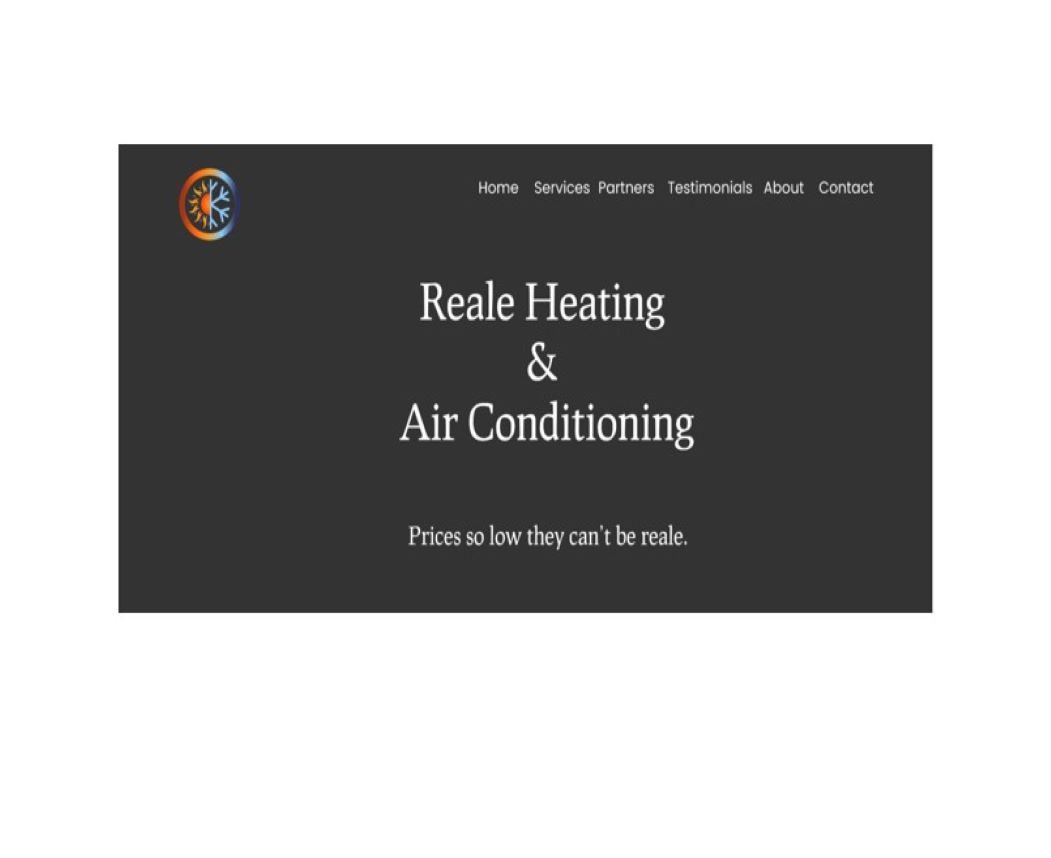 Home Services Partners Testimonials About Contact
Reale Heating
&
Air Conditioning
Prices so low they can't be reale.